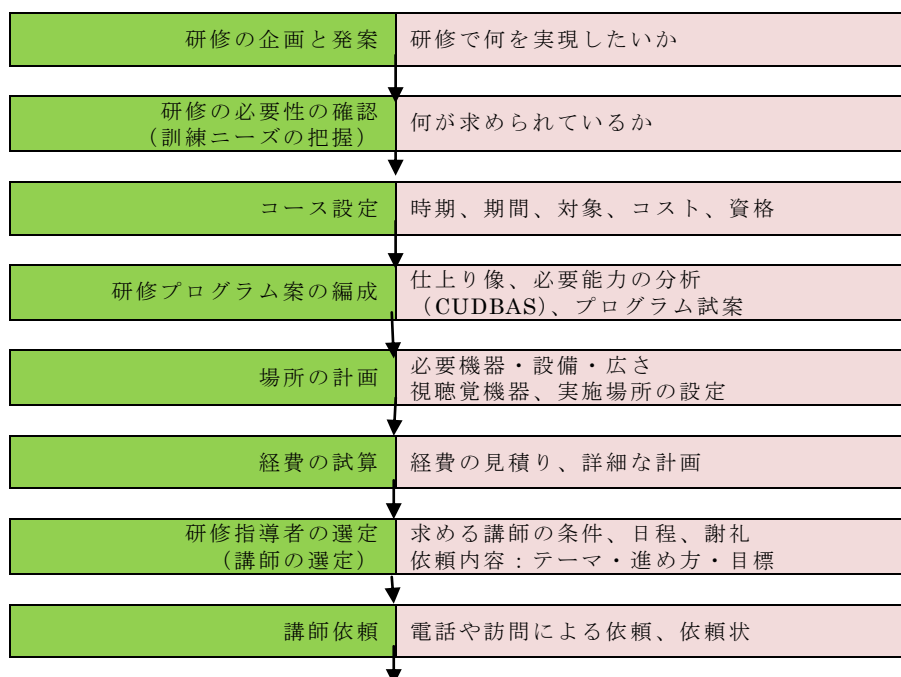 研修の企画と発案
研修で何を実現したいか
研修の必要性の確認
（訓練ニーズの把握）
何が求められているか
コース設定
時期、期間、対象、コスト、資格
研修プログラム案の編成
仕上り像、必要能力の分析
（CUDBAS）、プログラム試案
場所の計画
必要機器・設備・広さ
視聴覚機器、実施場所の設定
経費の試算
経費の見積り、詳細な計画
研修指導者の選定
（講師の選定）
求める講師の条件、日程、謝礼
依頼内容：テーマ・進め方・目標
講師依頼
電話や訪問による依頼、依頼状